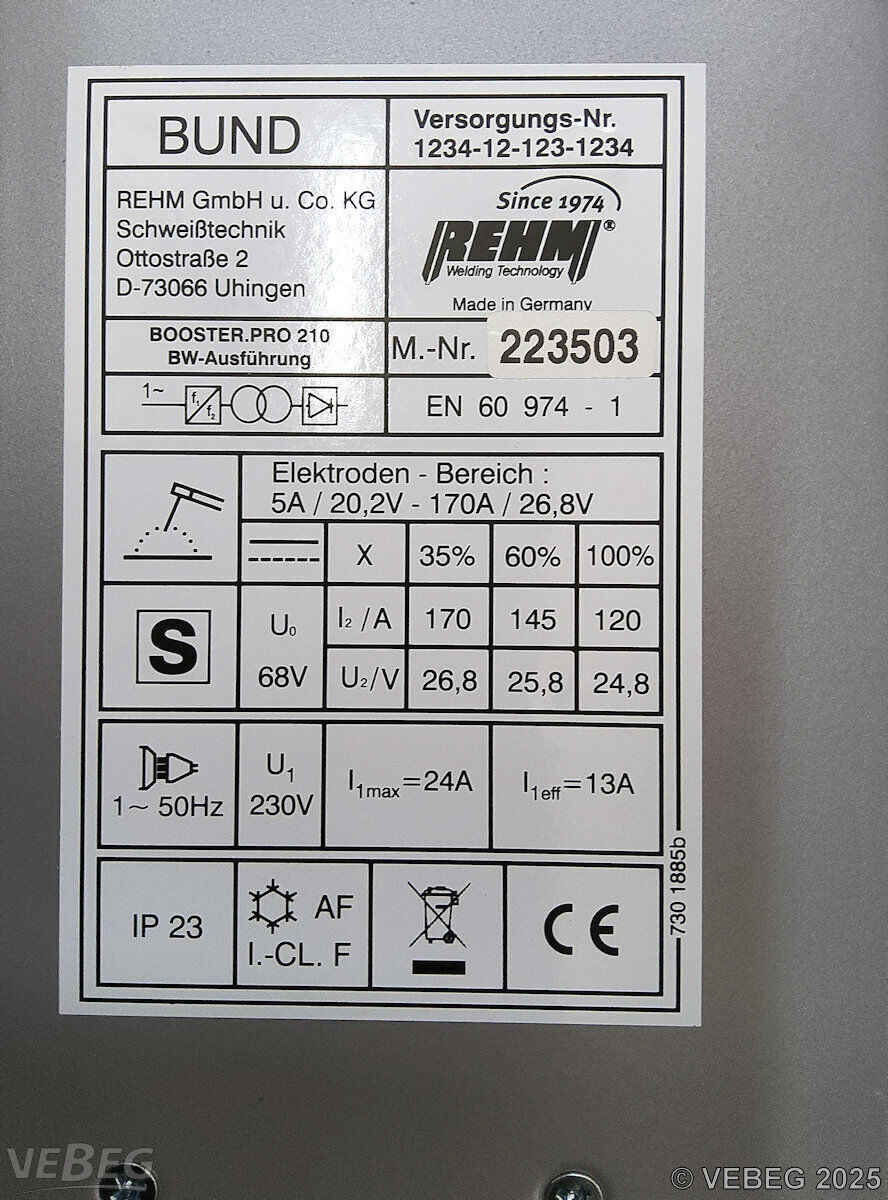 BUND
Versorgungs-Nr.
1234-12-123-1234
REHM GmbH u. Co. KG
Schweißtechnik
Ottostraße 2
D-73066 Uhingen
Since 1974
REHM®
Welding Technology
Made in Germany
BOOSTER.PRO 210
BW-Ausführung
M.-Nr. 223503
1~ f1/f2
EN 60 974 - 1
Elektroden - Bereich :
5A / 20,2V - 170A / 26,8V
X 35% 60% 100%
S
U0
68V
I2/A 170 145 120
U2/V 26,8 25,8 24,8
1~ 50Hz
U1
230V
I1max=24A
I1eff=13A
IP 23
AF
I.-CL. F
CE
730 1885b
VEBEG
© VEBEG 2025